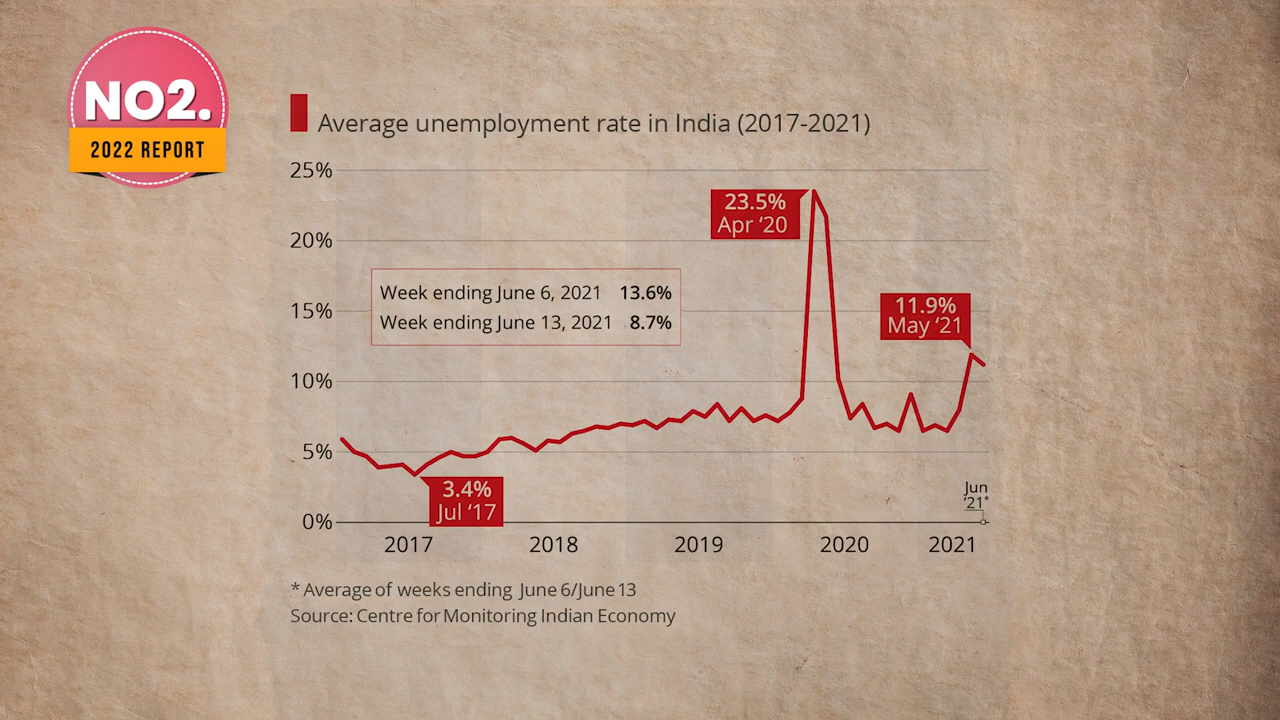 NO2.
2022 REPORT
Average unemployment rate in India (2017-2021)
25%
20%
15%
10%
5%
0%
23.5%
Apr ‘20
Week ending June 6, 2021 13.6%
Week ending June 13, 2021 8.7%
11.9%
May ‘21
3.4%
Jul ‘17
Jun
‘21*
2017 2018 2019 2020 2021
* Average of weeks ending June 6/June 13
Source: Centre for Monitoring Indian Economy